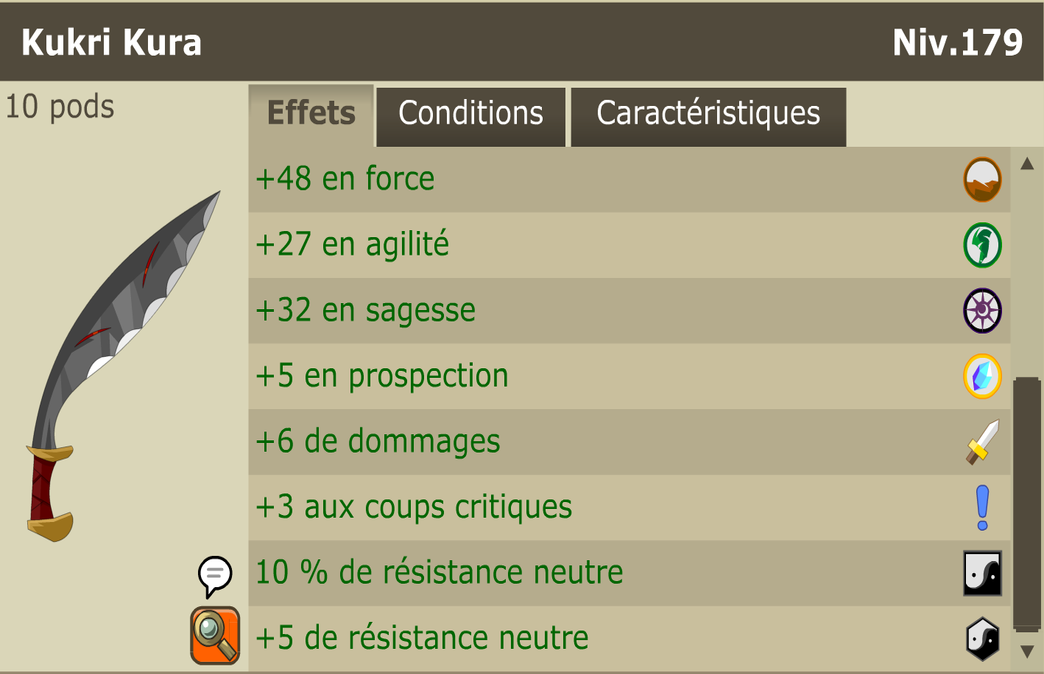 Kukri Kura
Niv.179
10 pods
Effets
Conditions
Caractéristiques
+48 en force
+27 en agilité
+32 en sagesse
+5 en prospection
+6 de dommages
+3 aux coups critiques
10 % de résistance neutre
+5 de résistance neutre